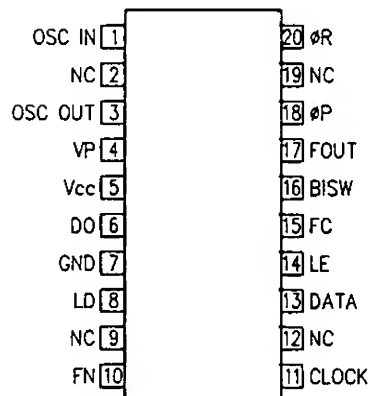 OSC IN 1
NC 2
OSC OUT 3
VP 4
Vcc 5
DO 6
GND 7
LD 8
NC 9
FN 10
20 øR
19 NC
18 øP
17 FOUT
16 BISW
15 FC
14 LE
13 DATA
12 NC
11 CLOCK